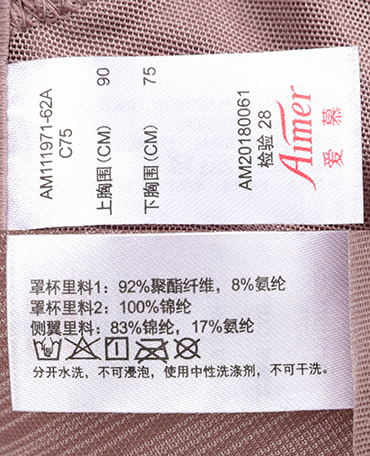 AM111971-62A
C75
上胸围(CM) 90
下胸围(CM) 75
AM20180061
检验 28
Aimer
爱慕
罩杯里料1：92%聚酯纤维，8%氨纶
罩杯里料2：100%锦纶
侧翼里料：83%锦纶，17%氨纶
分开水洗，不可浸泡，使用中性洗涤剂，不可干洗。